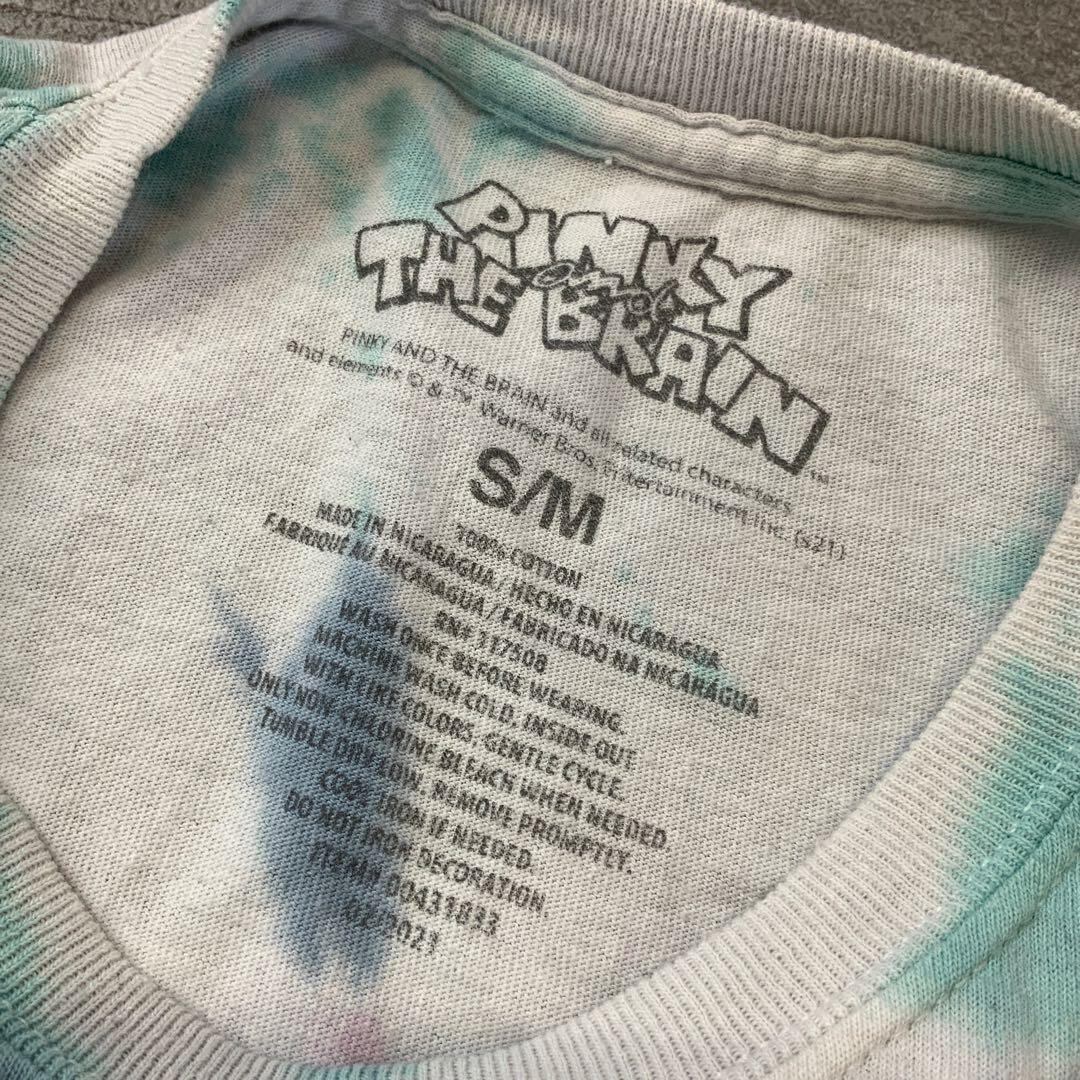 PINKY
and
THE BRAIN™
PINKY AND THE BRAIN and all related characters
and elements © & ™ Warner Bros. Entertainment Inc. (s21)
S/M
100% COTTON
MADE IN NICARAGUA / HECHO EN NICARAGUA
FABRIQUÉ AU NICARAGUA / FABRICADO NA NICARAGUA
RN# 117508
WASH ONCE BEFORE WEARING.
MACHINE WASH COLD, INSIDE OUT
WITH LIKE COLORS, GENTLE CYCLE.
ONLY NON-CHLORINE BLEACH WHEN NEEDED.
TUMBLE DRY LOW, REMOVE PROMPTLY.
COOL IRON IF NEEDED.
DO NOT IRON DECORATION.
ITEM# 00431833